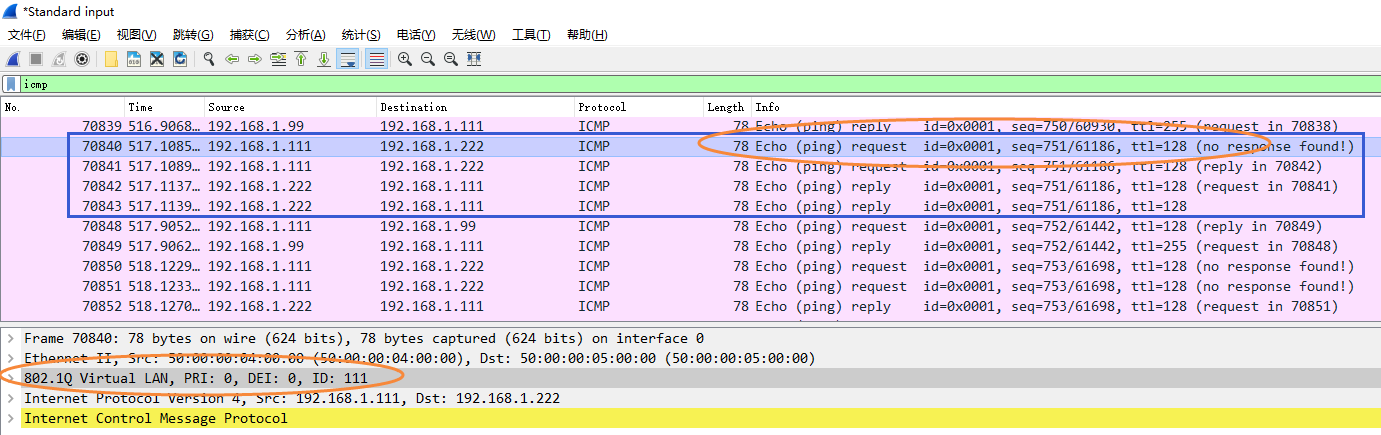 *Standard input
文件(F) 编辑(E) 视图(V) 跳转(G) 捕获(C) 分析(A) 统计(S) 电话(Y) 无线(W) 工具(T) 帮助(H)
icmp
No. Time Source Destination Protocol Length Info
70839 516.9068… 192.168.1.99 192.168.1.111 ICMP 78 Echo (ping) reply id=0x0001, seq=750/60930, ttl=255 (request in 70838)
70840 517.1085… 192.168.1.111 192.168.1.222 ICMP 78 Echo (ping) request id=0x0001, seq=751/61186, ttl=128 (no response found!)
70841 517.1089… 192.168.1.111 192.168.1.222 ICMP 78 Echo (ping) request id=0x0001, seq=751/61186, ttl=128 (reply in 70842)
70842 517.1137… 192.168.1.222 192.168.1.111 ICMP 78 Echo (ping) reply id=0x0001, seq=751/61186, ttl=128 (request in 70841)
70843 517.1139… 192.168.1.222 192.168.1.111 ICMP 78 Echo (ping) reply id=0x0001, seq=751/61186, ttl=128
70848 517.9052… 192.168.1.111 192.168.1.99 ICMP 78 Echo (ping) request id=0x0001, seq=752/61442, ttl=128 (reply in 70849)
70849 517.9062… 192.168.1.99 192.168.1.111 ICMP 78 Echo (ping) reply id=0x0001, seq=752/61442, ttl=255 (request in 70848)
70850 518.1229… 192.168.1.111 192.168.1.222 ICMP 78 Echo (ping) request id=0x0001, seq=753/61698, ttl=128 (no response found!)
70851 518.1233… 192.168.1.111 192.168.1.222 ICMP 78 Echo (ping) request id=0x0001, seq=753/61698, ttl=128 (no response found!)
70852 518.1270… 192.168.1.222 192.168.1.111 ICMP 78 Echo (ping) reply id=0x0001, seq=753/61698, ttl=128 (request in 70851)
Frame 70840: 78 bytes on wire (624 bits), 78 bytes captured (624 bits) on interface 0
Ethernet II, Src: 50:00:00:04:00:00 (50:00:00:04:00:00), Dst: 50:00:00:05:00:00 (50:00:00:05:00:00)
802.1Q Virtual LAN, PRI: 0, DEI: 0, ID: 111
Internet Protocol Version 4, Src: 192.168.1.111, Dst: 192.168.1.222
Internet Control Message Protocol